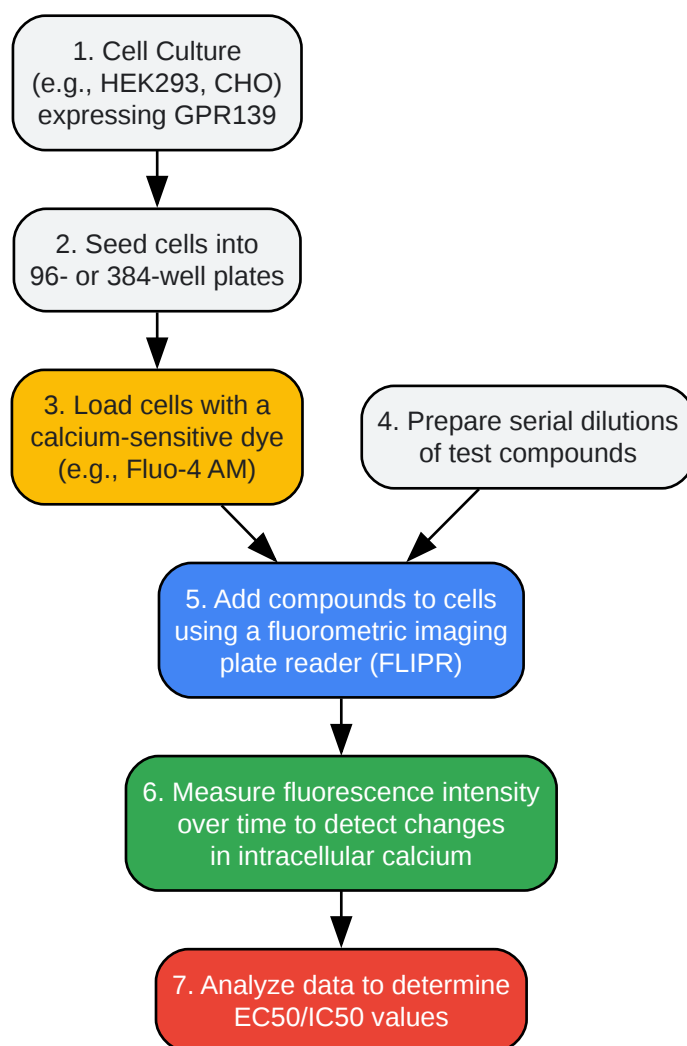 1. Cell Culture
(e.g., HEK293, CHO)
expressing GPR139
2. Seed cells into
96- or 384-well plates
3. Load cells with a
calcium-sensitive dye
(e.g., Fluo-4 AM)
4. Prepare serial dilutions
of test compounds
5. Add compounds to cells
using a fluorometric imaging
plate reader (FLIPR)
6. Measure fluorescence intensity
over time to detect changes
in intracellular calcium
7. Analyze data to determine
EC50/IC50 values